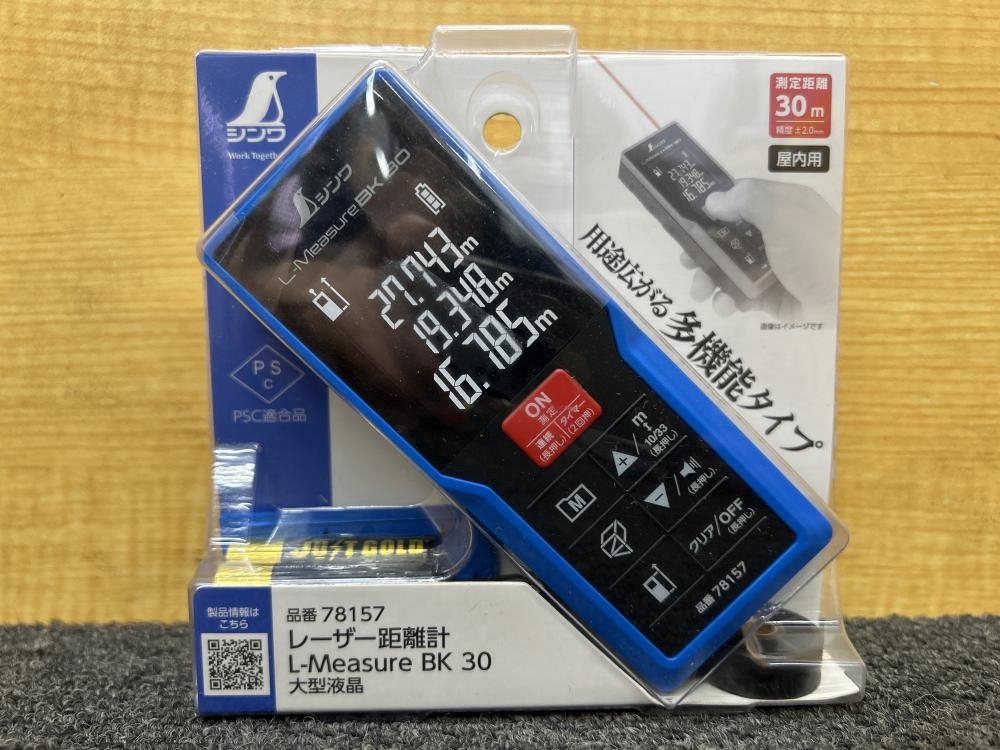 シンワ
Work Together
測定距離
30m
精度±2.0mm
屋内用
用途広がる多機能タイプ
画像はイメージです
シンワ
L-Measure BK 30
27.743m
19.348m
16.785m
ON
測定
連続
(長押し)
タイマー
(2回押)
m
10/33
(長押し)
+
M
(長押し)
クリア/OFF
(長押し)
78157
品番 78157
PS
C
PSC適合品
JUST GOLD
製品情報は
こちら
品番 78157
レーザー距離計
L-Measure BK 30
大型液晶